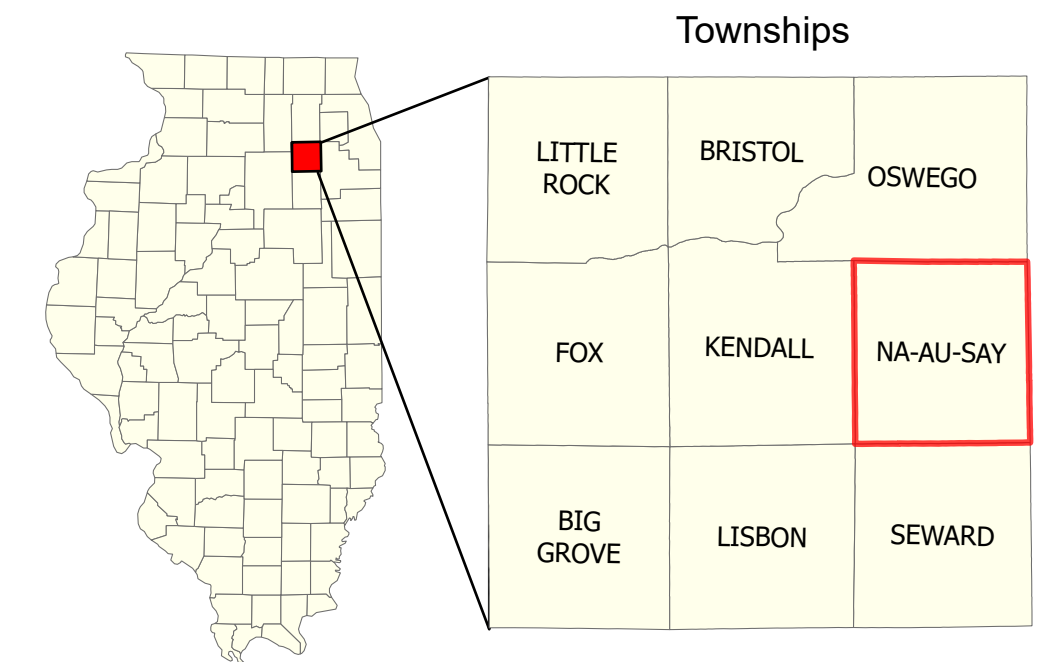 Townships
LITTLE
ROCK
BRISTOL
OSWEGO
FOX
KENDALL
NA-AU-SAY
BIG
GROVE
LISBON
SEWARD